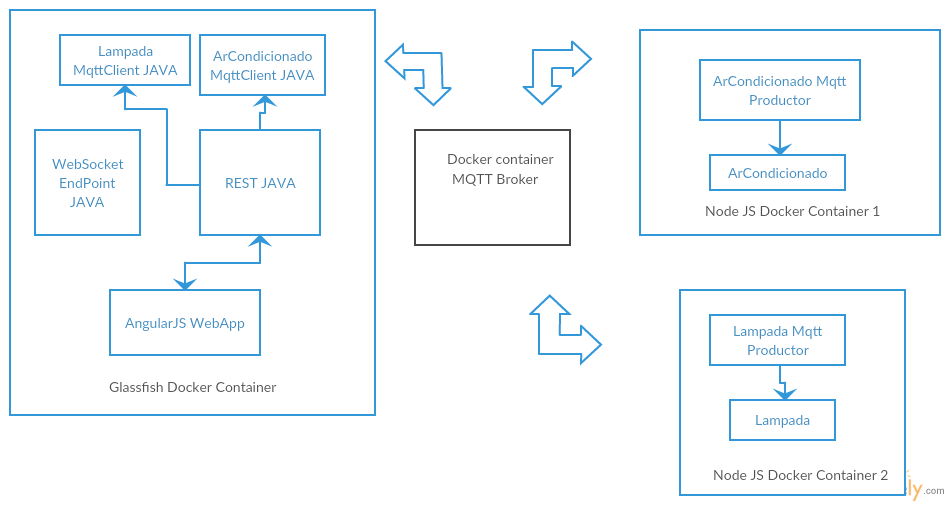 Lampada
MqttClient JAVA
ArCondicionado
MqttClient JAVA
WebSocket
EndPoint
JAVA
REST JAVA
AngularJS WebApp
Glassfish Docker Container
Docker container
MQTT Broker
ArCondicionado Mqtt
Productor
ArCondicionado
Node JS Docker Container 1
Lampada Mqtt
Productor
Lampada
Node JS Docker Container 2
ly.com